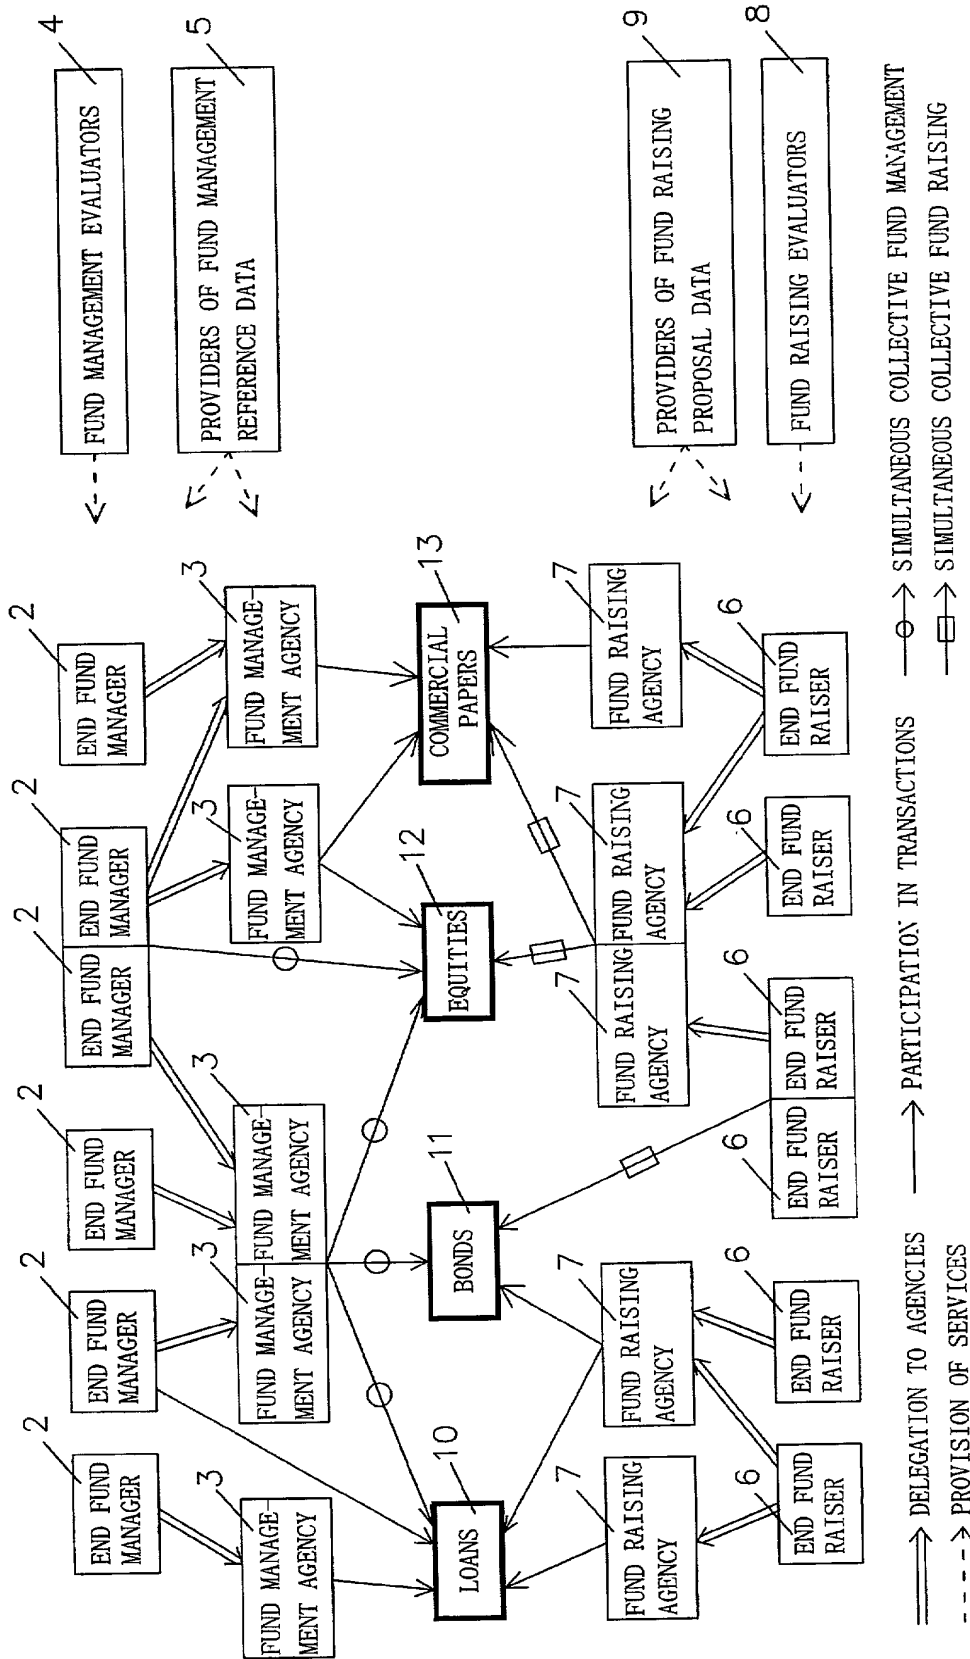 2
END FUND
MANAGER
2
END FUND
MANAGER
2
END FUND
MANAGER
2
END FUND
MANAGER
2
END FUND
MANAGER
2
END FUND
MANAGER
4
FUND MANAGEMENT EVALUATORS
3
FUND MANAGE-
MENT AGENCY
3
FUND MANAGE-
MENT AGENCY
3
FUND MANAGE-
MENT AGENCY
3
FUND MANAGE-
MENT AGENCY
3
FUND MANAGE-
MENT AGENCY
5
PROVIDERS OF FUND MANAGEMENT
REFERENCE DATA
10
LOANS
11
BONDS
12
EQUITIES
13
COMMERCIAL
PAPERS
7
FUND RAISING
AGENCY
7
FUND RAISING
AGENCY
7
FUND RAISING
AGENCY
7
FUND RAISING
AGENCY
7
FUND RAISING
AGENCY
9
PROVIDERS OF FUND RAISING
PROPOSAL DATA
6
END FUND
RAISER
6
END FUND
RAISER
6
END FUND
RAISER
6
END FUND
RAISER
6
END FUND
RAISER
6
END FUND
RAISER
8
FUND RAISING EVALUATORS
DELEGATION TO AGENCIES
PARTICIPATION IN TRANSACTIONS
SIMULTANEOUS COLLECTIVE FUND MANAGEMENT
PROVISION OF SERVICES
SIMULTANEOUS COLLECTIVE FUND RAISING